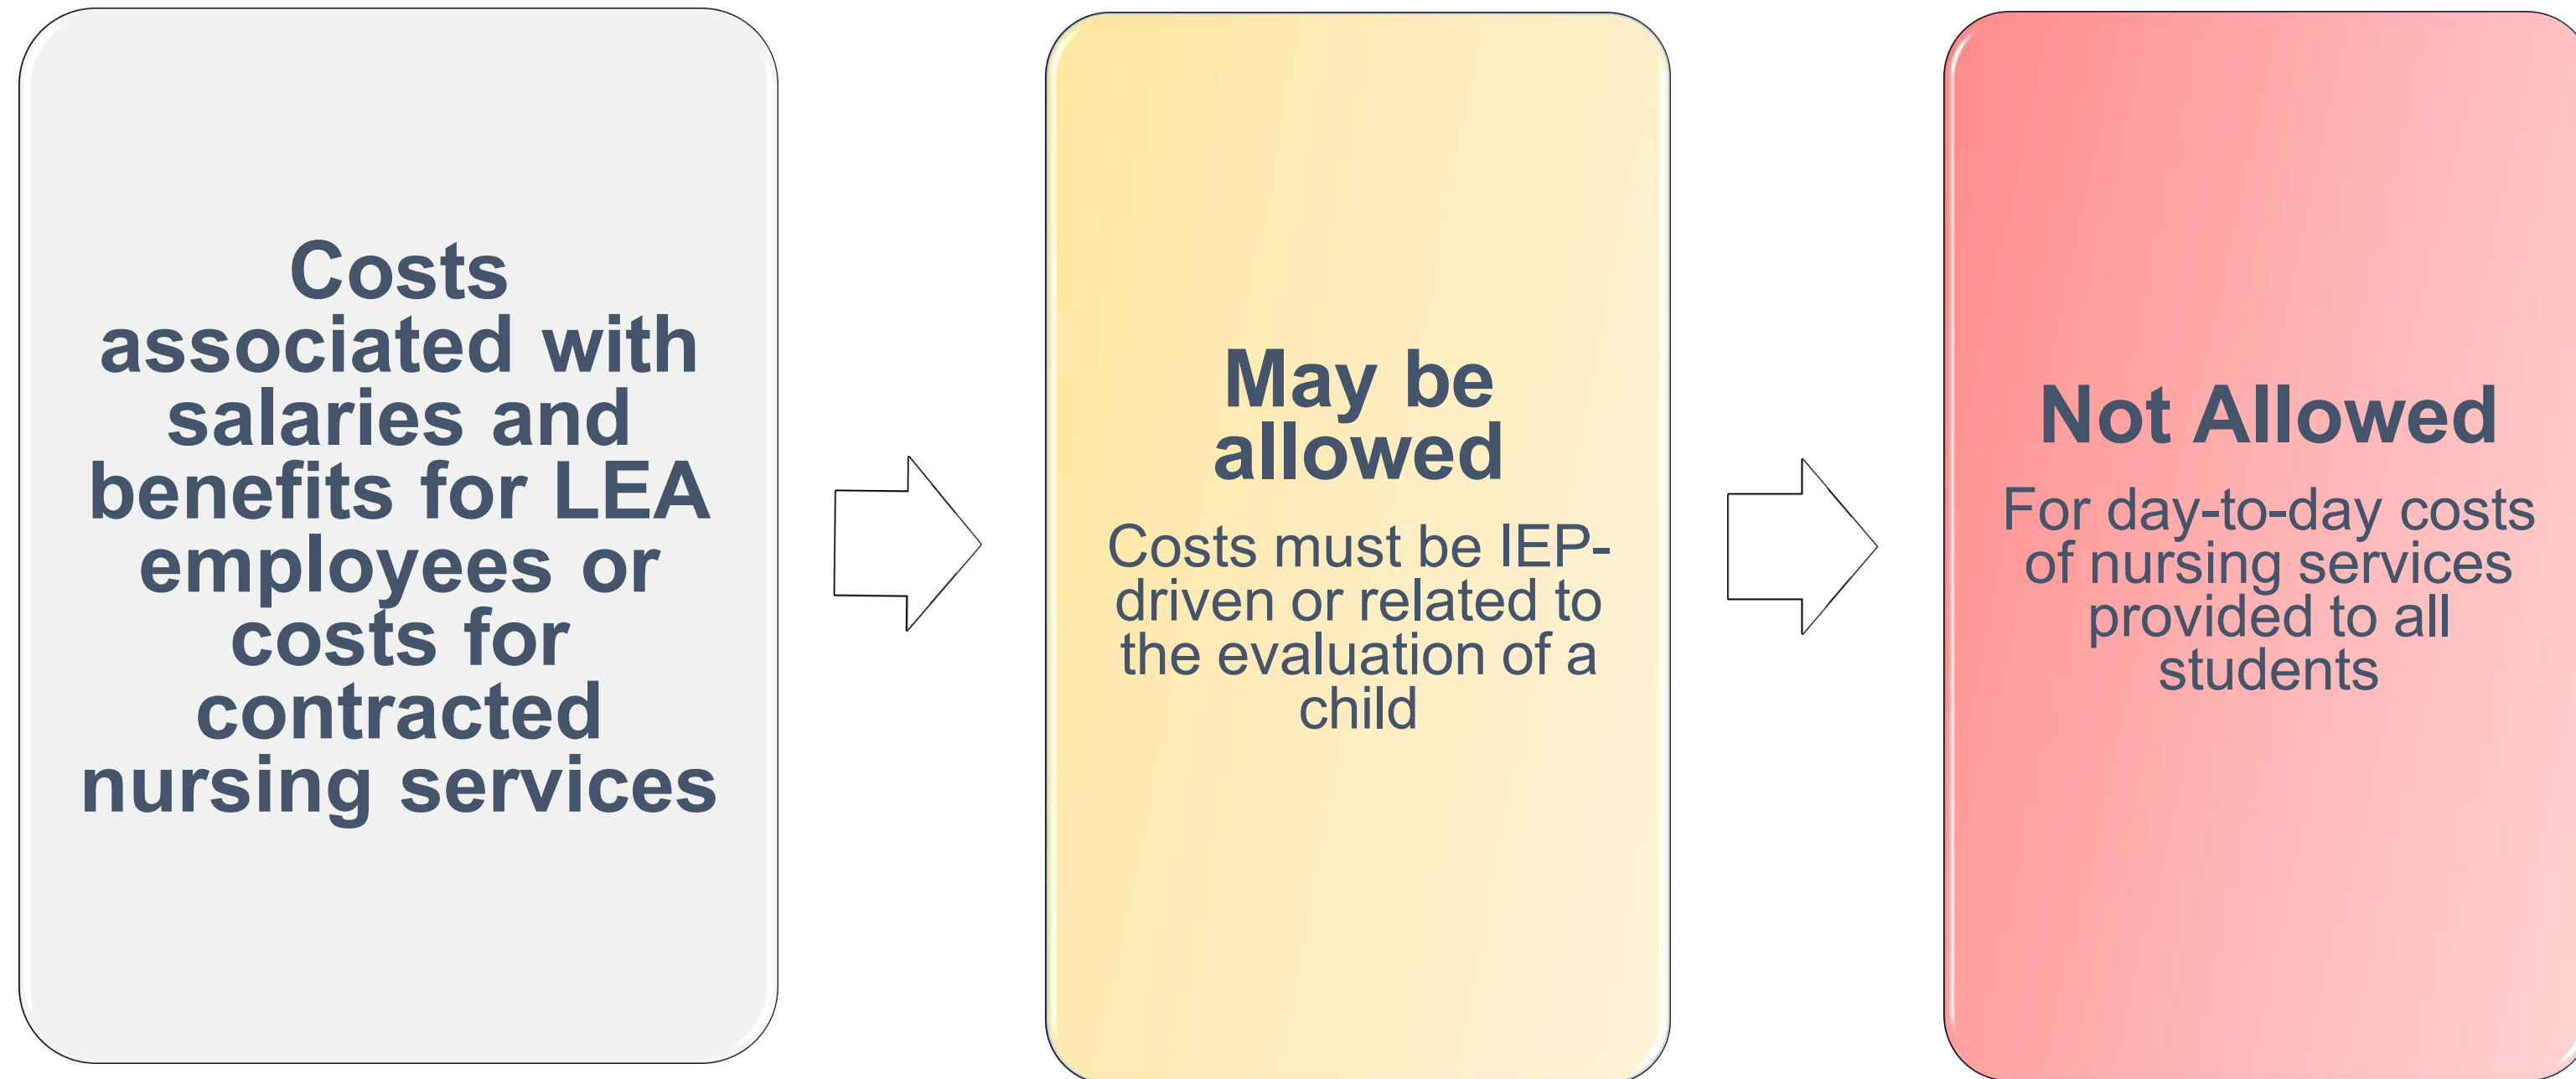 Costs
associated with
salaries and
benefits for LEA
employees or
costs for
contracted
nursing services
May be
allowed
Costs must be IEP-
driven or related to
the evaluation of a
child
Not Allowed
For day-to-day costs
of nursing services
provided to all
students